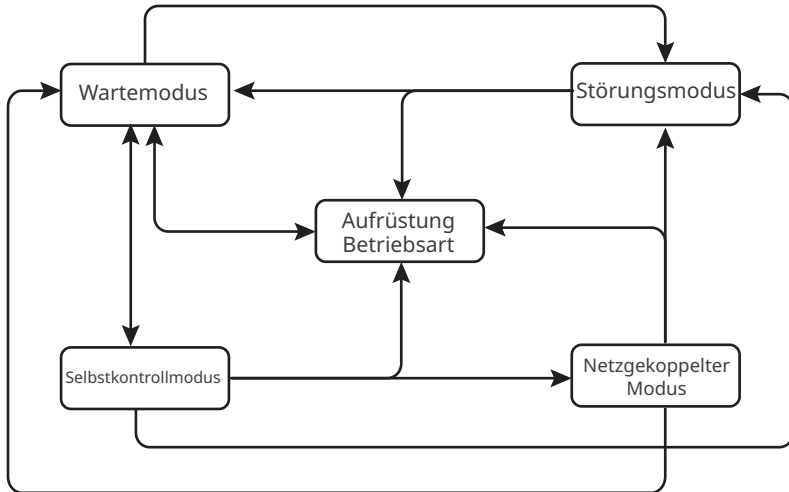 Wartemodus
Störungsmodus
Aufrüstung
Betriebsart
Selbstkontrollmodus
Netzgekoppelter
Modus